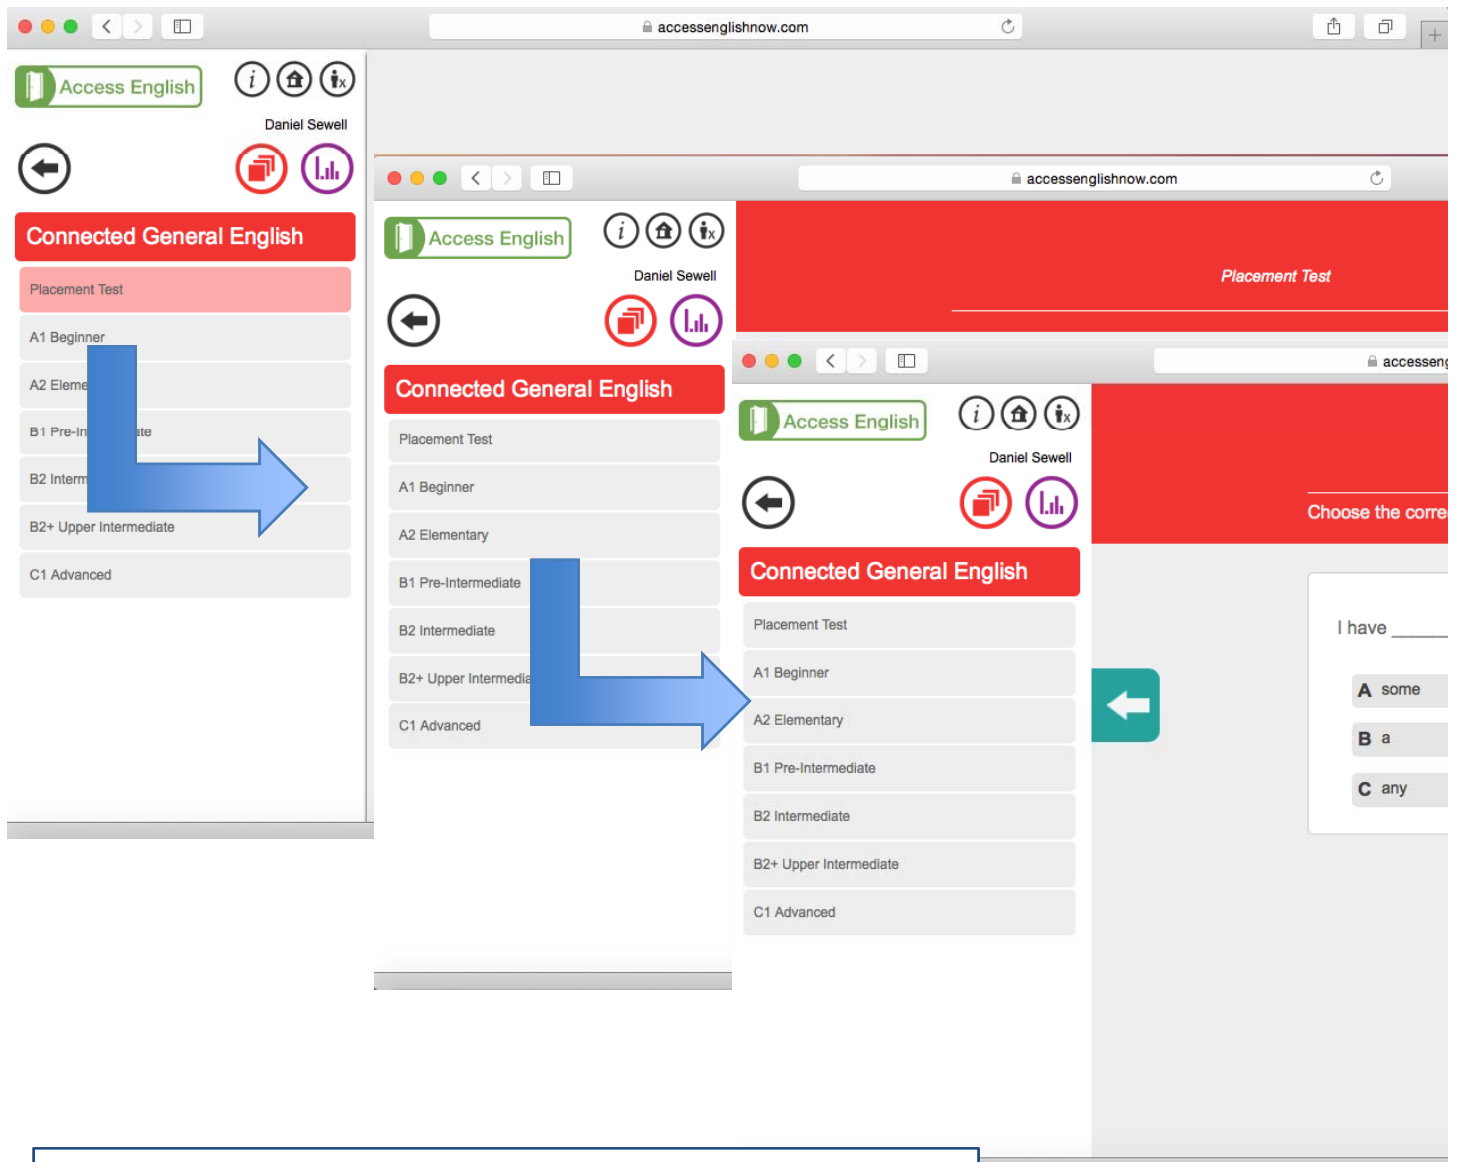 accessenglishnow.com
Access English
Daniel Sewell
Connected General English
Placement Test
A1 Beginner
A2 Eleme
B1 Pre-In ate
B2 Interm
B2+ Upper Intermediate
C1 Advanced
accessenglishnow.com
Access English
Daniel Sewell
Placement Test
Connected General English
Placement Test
A1 Beginner
A2 Elementary
B1 Pre-Intermediate
B2 Intermediate
B2+ Upper Intermedia
C1 Advanced
acceseng
Access English
Daniel Sewell
Connected General English
Placement Test
A1 Beginner
A2 Elementary
B1 Pre-Intermediate
B2 Intermediate
B2+ Upper Intermediate
C1 Advanced
Choose the corre
I have ______
A some
B a
C any